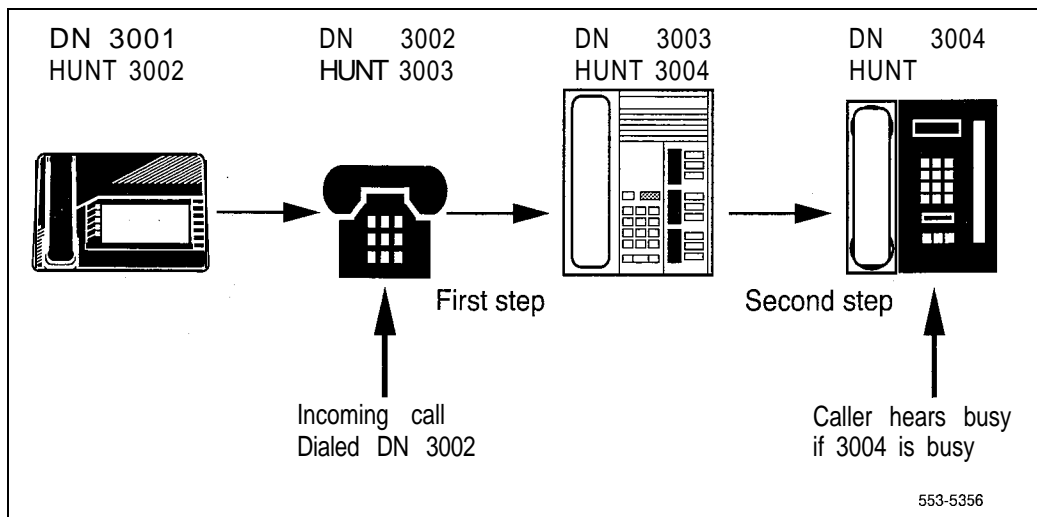 DN 3001
HUNT 3002
DN 3002
HUNT 3003
DN 3003
HUNT 3004
DN 3004
HUNT
First step
Second step
Incoming call
Dialed DN 3002
Caller hears busy
if 3004 is busy
553-5356